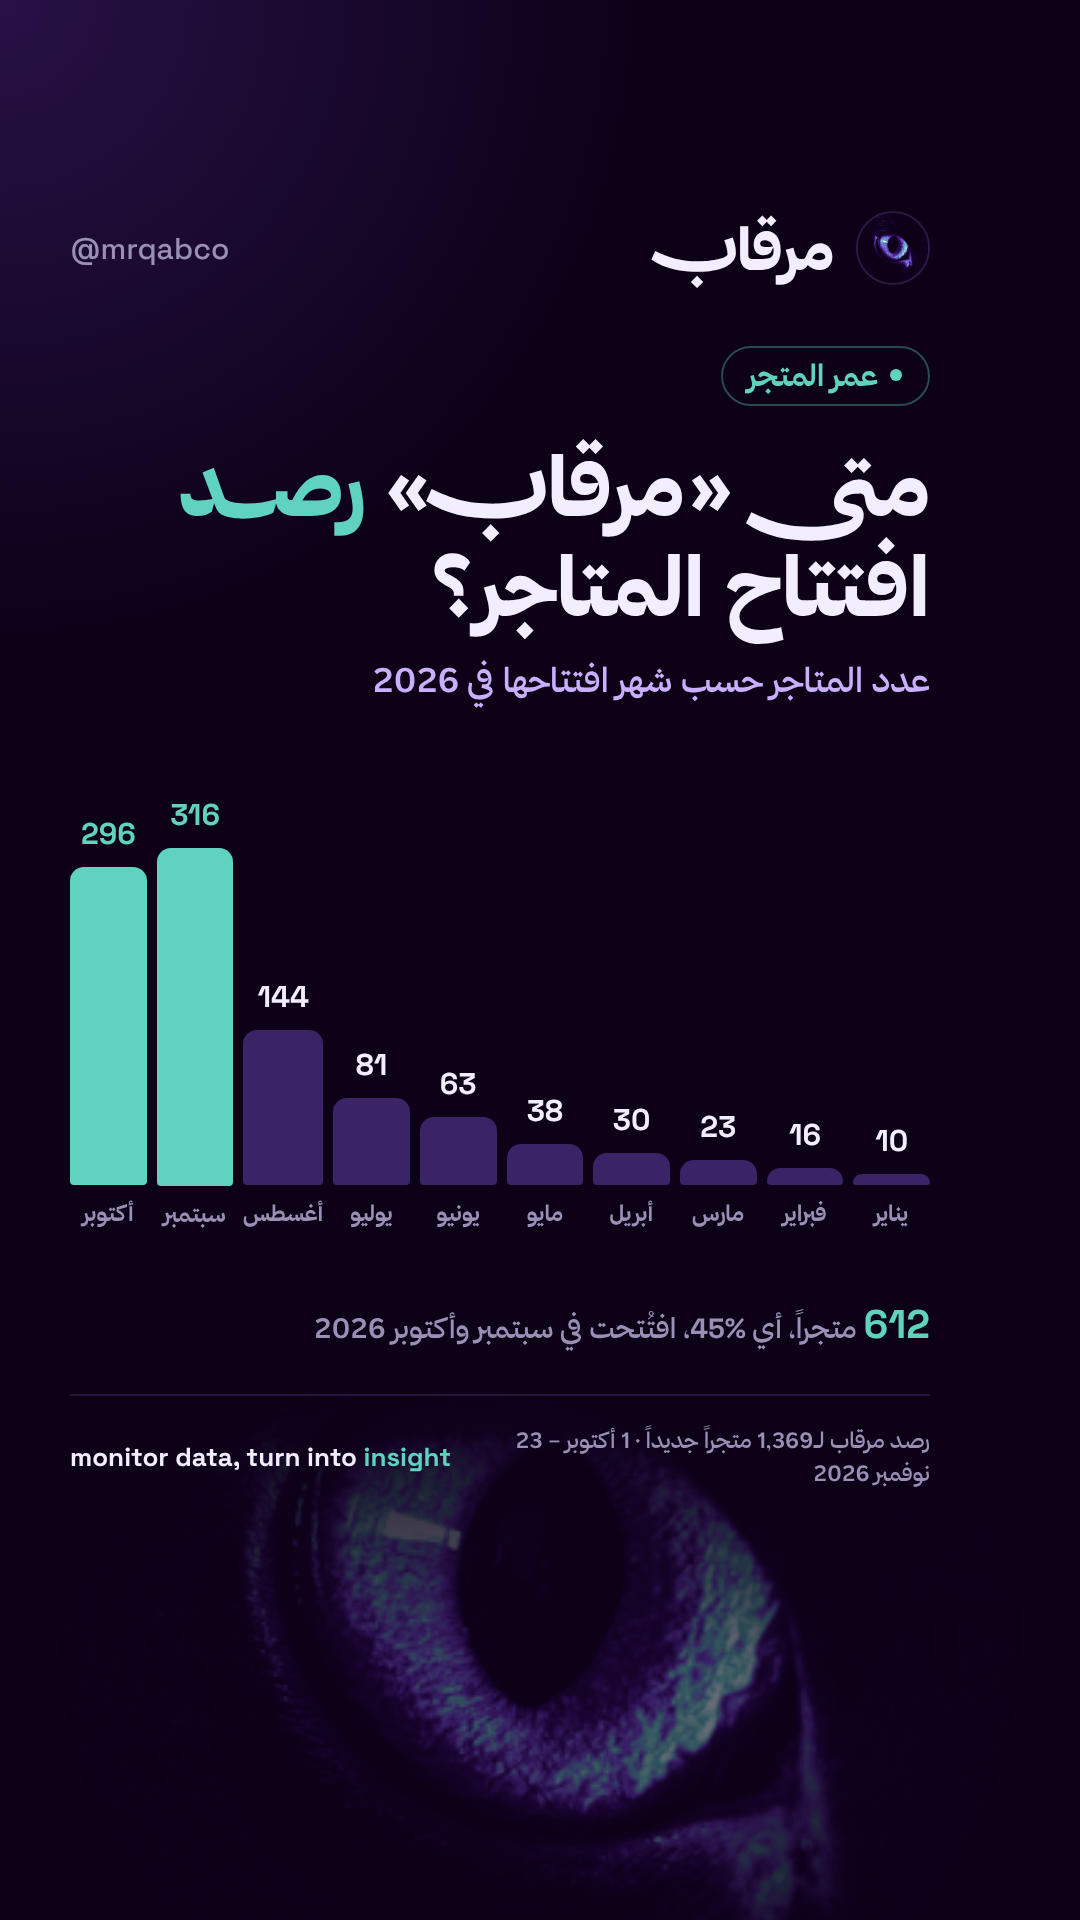 مرقاب
@mrqabco
عمر المتجر
متى «مرقاب» رصد
افتتاح المتاجر؟
عدد المتاجر حسب شهر افتتاحها في 2026
10
16
23
30
38
63
81
144
316
296
يناير
فبراير
مارس
أبريل
مايو
يونيو
يوليو
أغسطس
سبتمبر
أكتوبر
612 متجراً، أي 45%، افتُتحت في سبتمبر وأكتوبر 2026
رصد مرقاب لـ1,369 متجراً جديداً · 1 أكتوبر – 23
نوفمبر 2026
monitor data, turn into insight